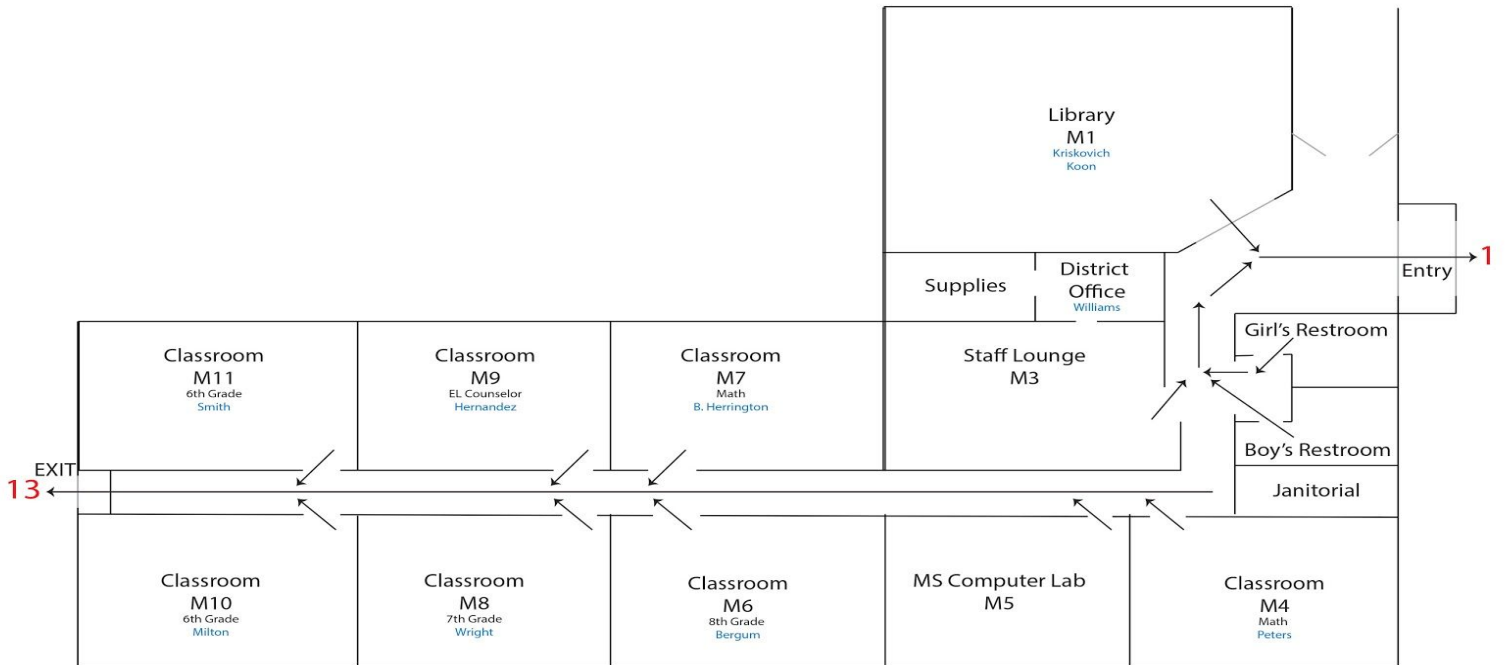 Library
M1
Kriskovich
Koon
1
Entry
Supplies
District
Office
Williams
Girl's Restroom
Classroom
M11
6th Grade
Smith
Classroom
M9
EL Counselor
Hernandez
Classroom
M7
Math
B. Herrington
Staff Lounge
M3
Boy's Restroom
EXIT
13
Janitorial
Classroom
M10
6th Grade
Milton
Classroom
M8
7th Grade
Wright
Classroom
M6
8th Grade
Bergum
MS Computer Lab
M5
Classroom
M4
Math
Peters